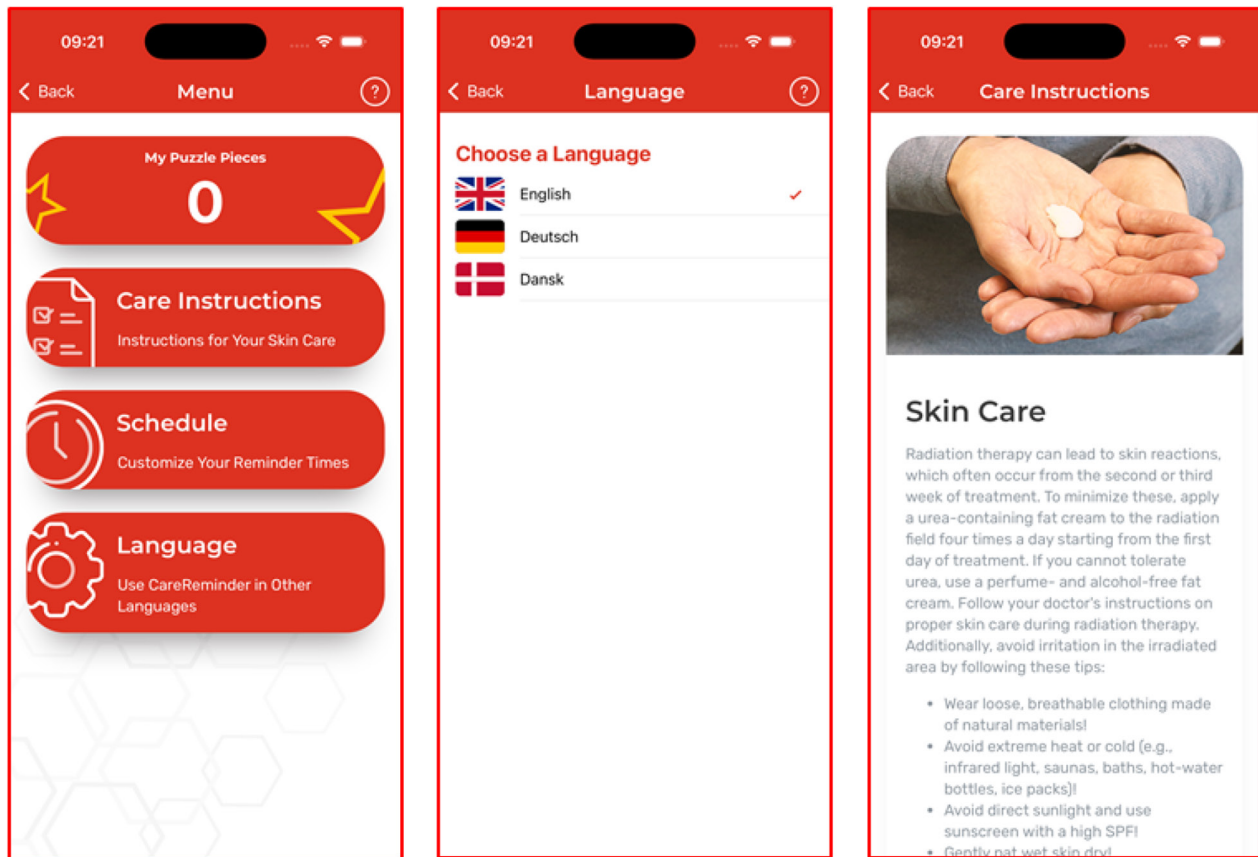 09:21
Back
Menu
?
My Puzzle Pieces
0
Care Instructions
Instructions for Your Skin Care
Schedule
Customize Your Reminder Times
Language
Use CareReminder in Other
Languages
09:21
Back
Language
?
Choose a Language
English
Deutsch
Dansk
09:21
Back
Care Instructions
Skin Care
Radiation therapy can lead to skin reactions,
which often occur from the second or third
week of treatment. To minimize these, apply
a urea-containing fat cream to the radiation
field four times a day starting from the first
day of treatment. If you cannot tolerate
urea, use a perfume- and alcohol-free fat
cream. Follow your doctor's instructions on
proper skin care during radiation therapy.
Additionally, avoid irritation in the irradiated
area by following these tips:
• Wear loose, breathable clothing made
of natural materials!
• Avoid extreme heat or cold (e.g.,
infrared light, saunas, baths, hot-water
bottles, ice packs)!
• Avoid direct sunlight and use
sunscreen with a high SPF!
• Gently pat wet skin dry!